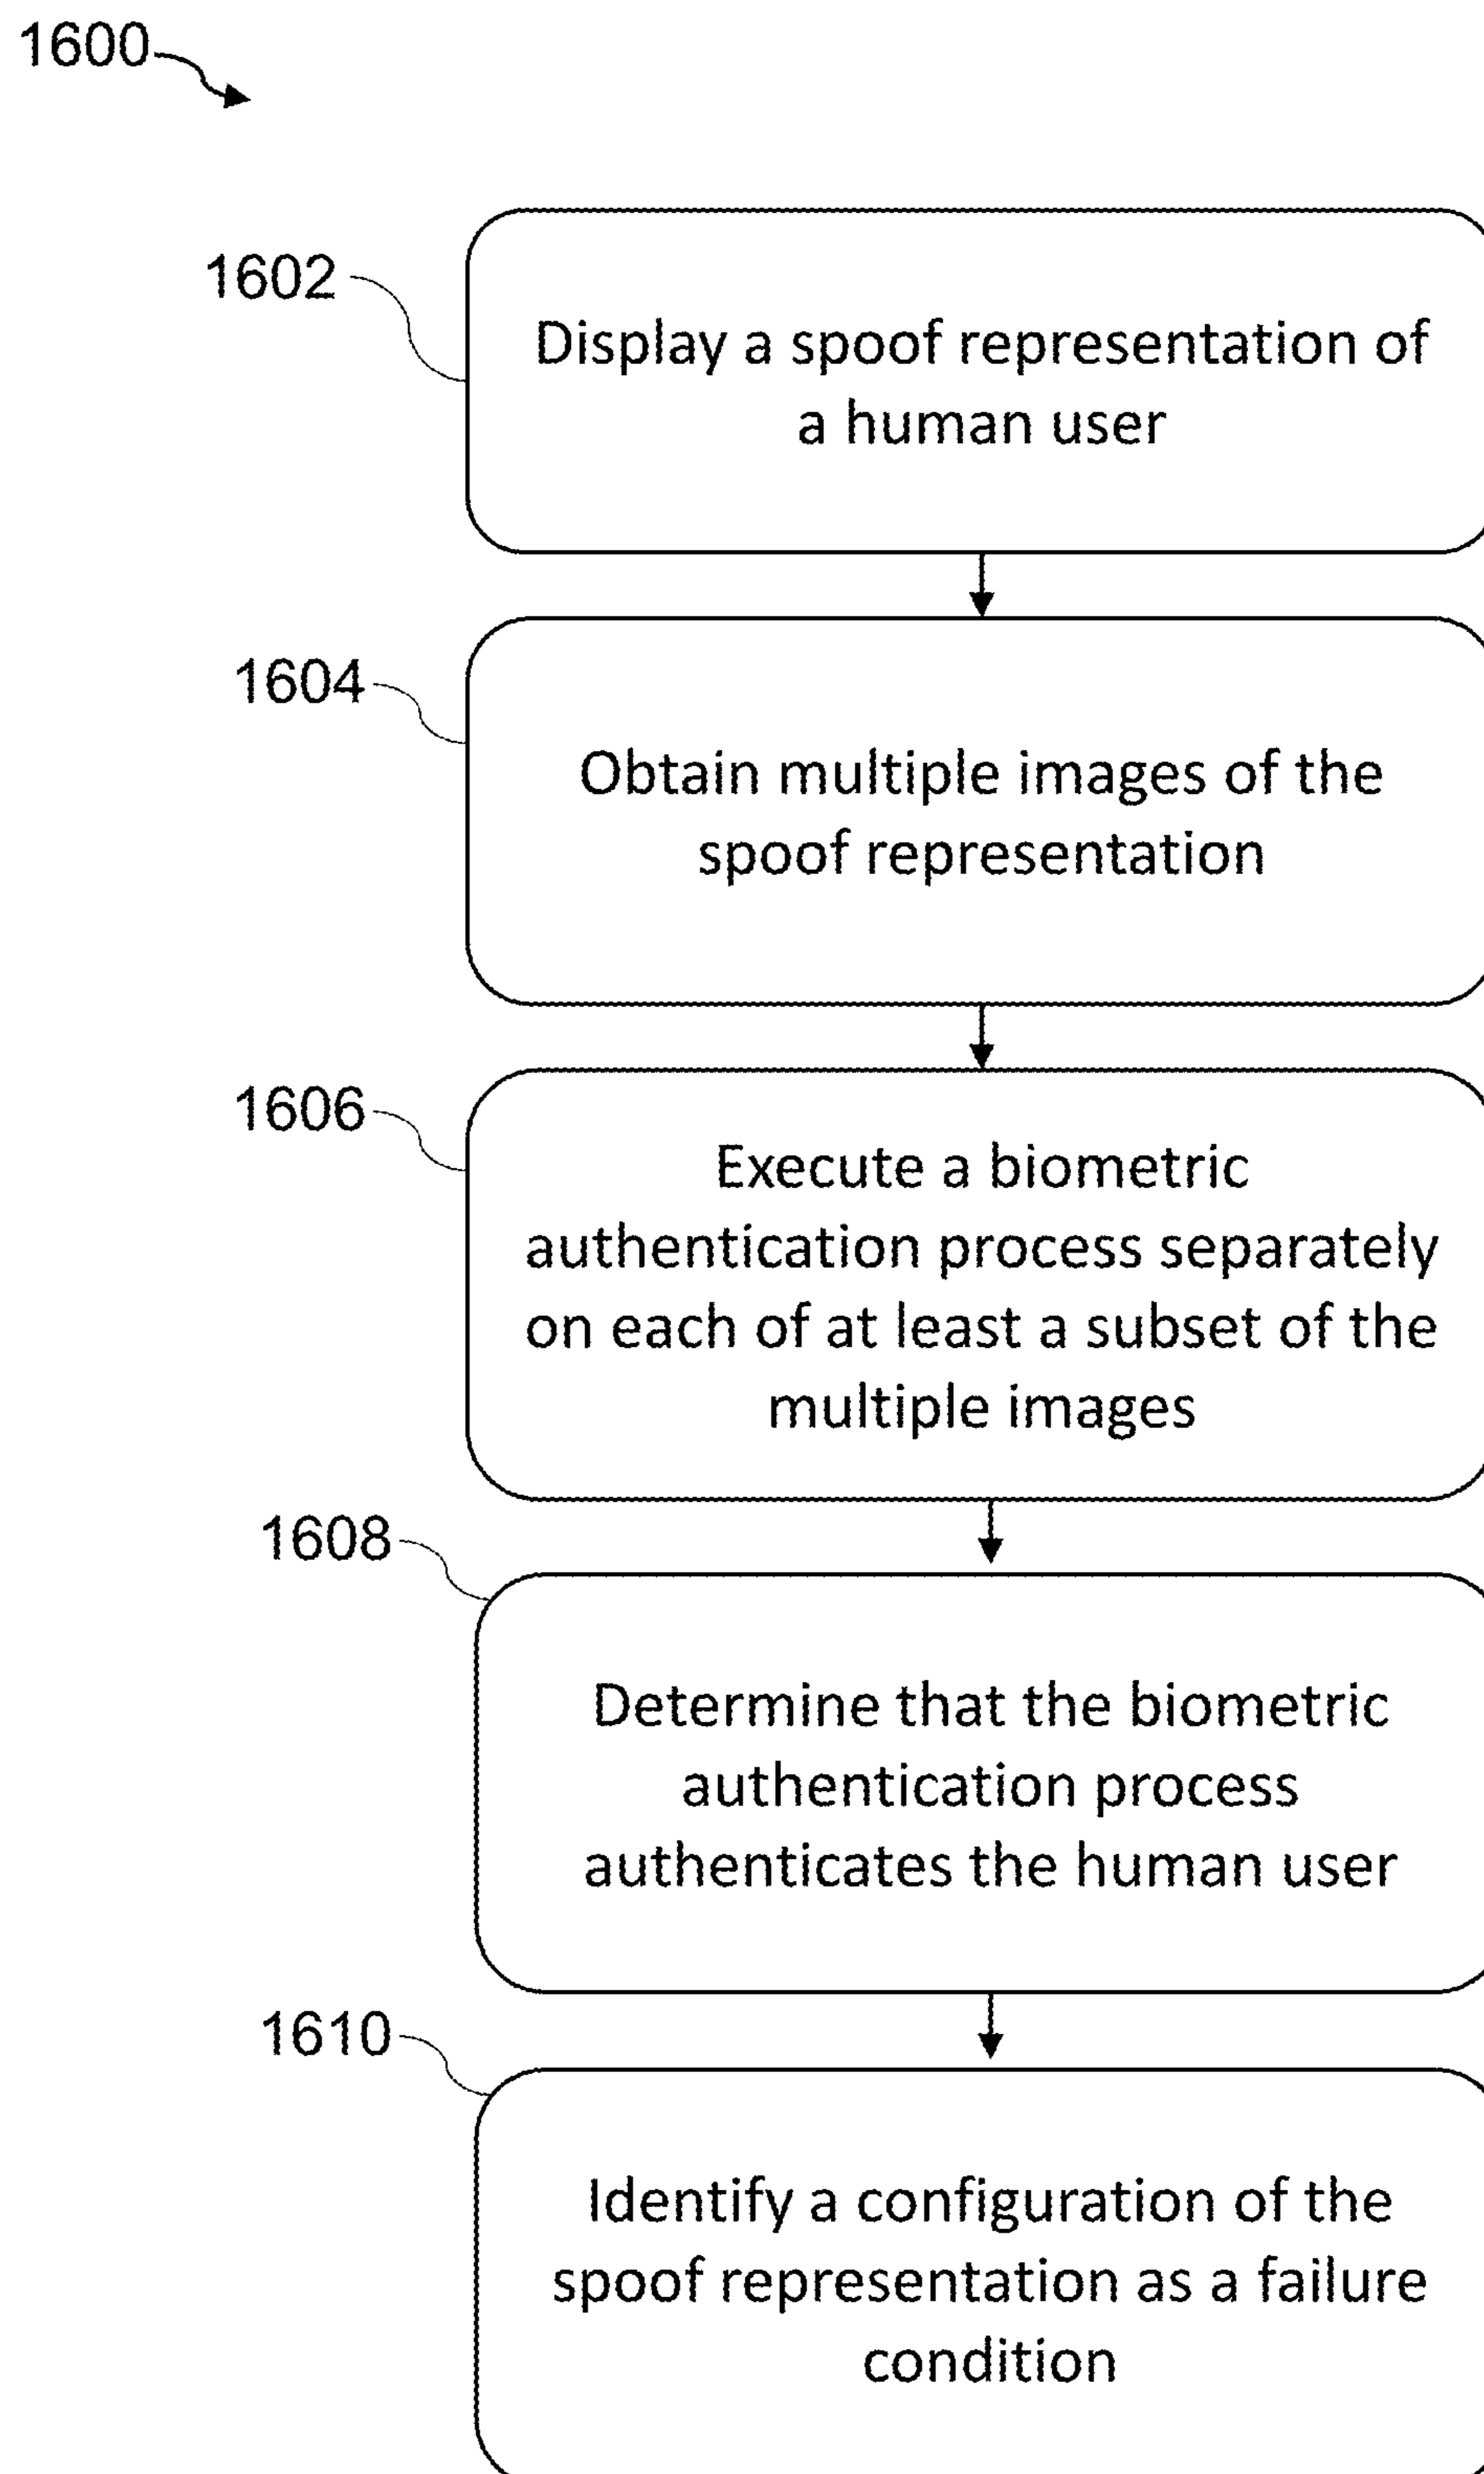 1600
1602
Display a spoof representation of
a human user
1604
Obtain multiple images of the
spoof representation
1606
Execute a biometric
authentication process separately
on each of at least a subset of the
multiple images
1608
Determine that the biometric
authentication process
authenticates the human user
1610
Identify a configuration of the
spoof representation as a failure
condition